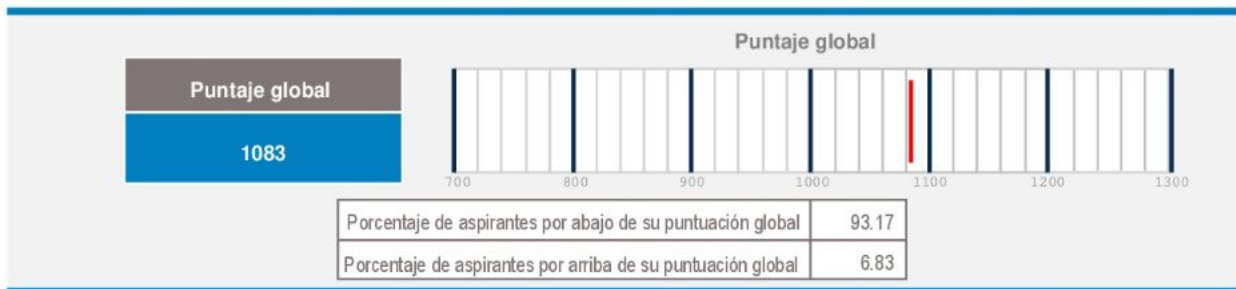 Puntaje global
Puntaje global
1083
700 800 900 1000 1100 1200 1300
Porcentaje de aspirantes por abajo de su puntuación global 93.17
Porcentaje de aspirantes por arriba de su puntuación global 6.83